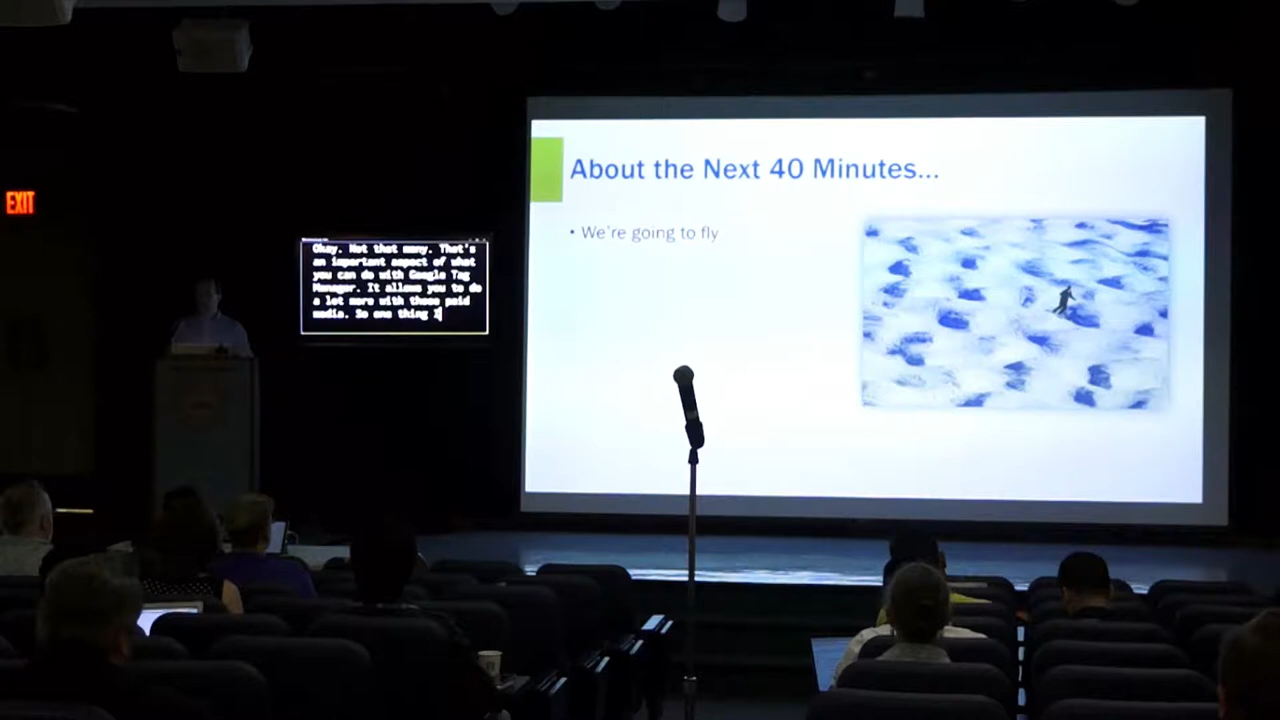 EXIT
Okay. Not that many. That's
an important aspect of what
you can do with Google Tag
Manager. It allows you to do
a lot more with those paid
media. So one thing I
About the Next 40 Minutes...
• We're going to fly